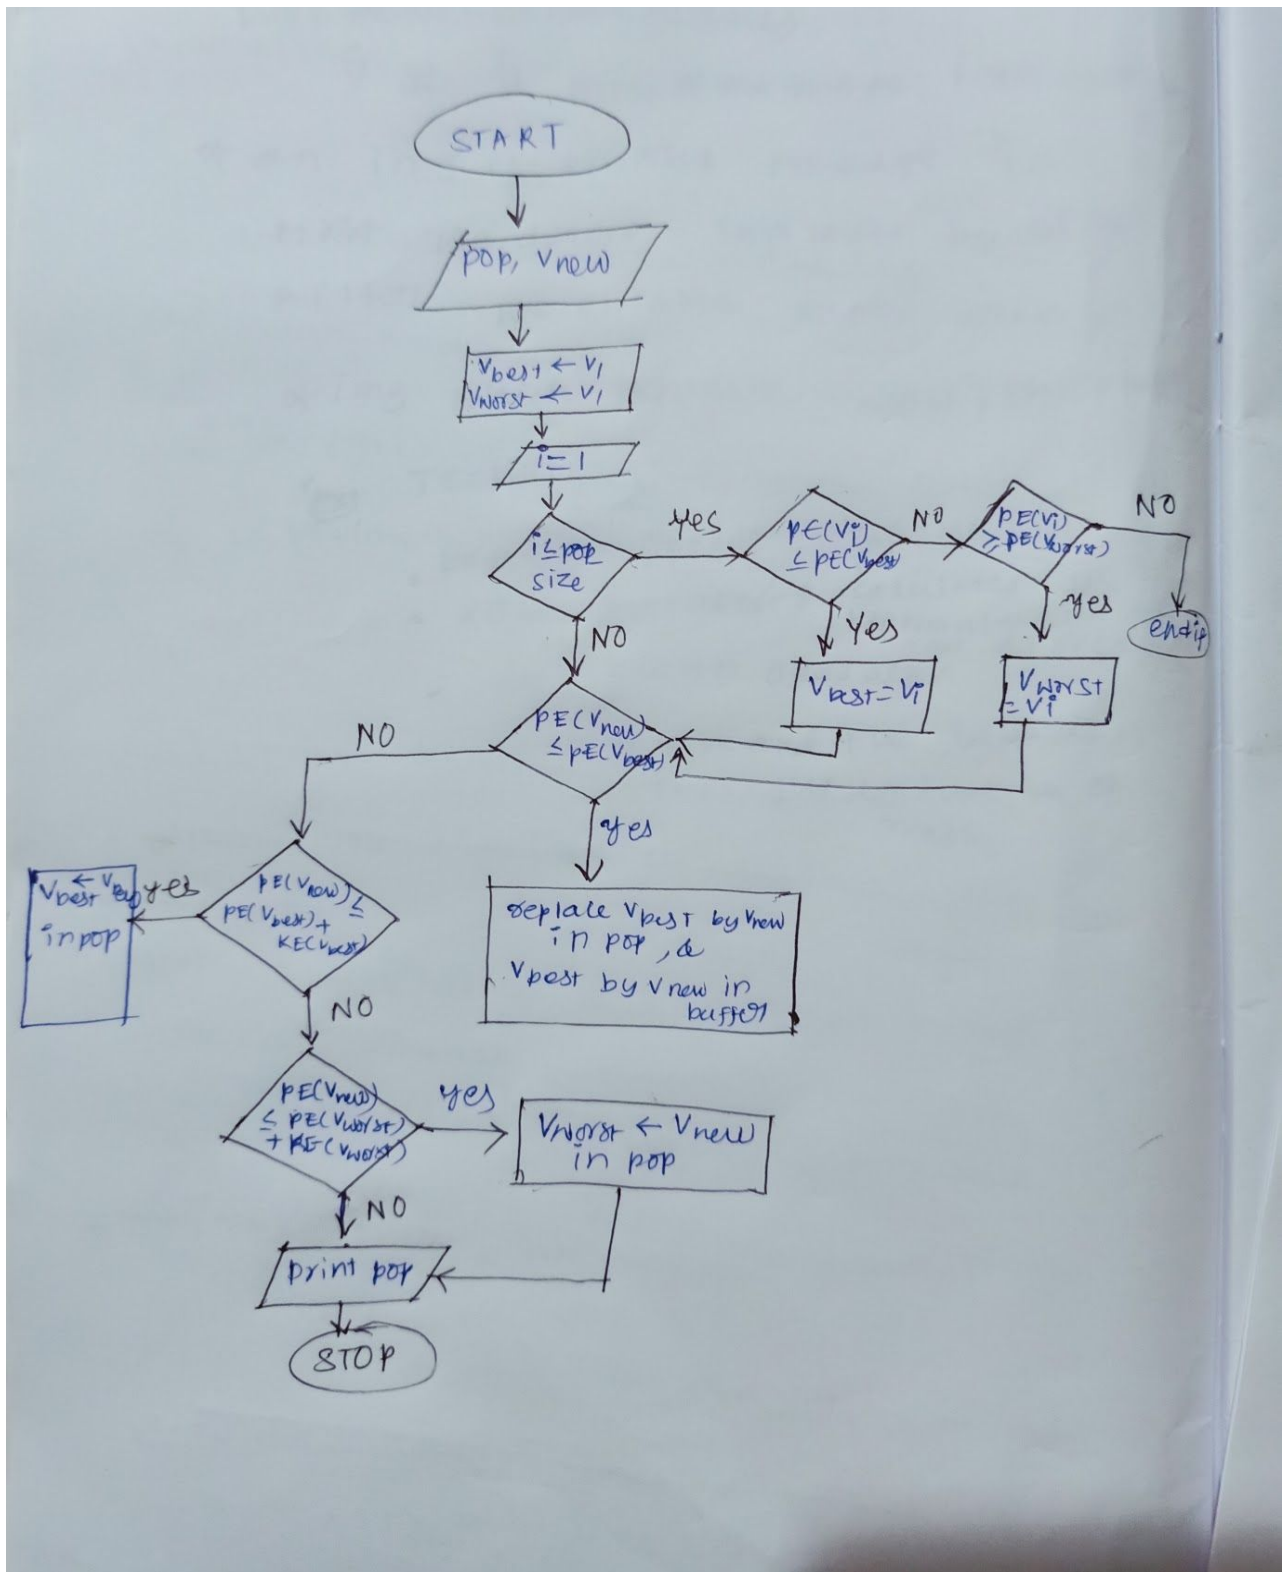 START
pop, Vnew
Vbest ← V1
Vworst ← V1
i=1
i≤pop
size
yes
PE(Vi)
≤PE(Vbest)
NO
PE(Vi)
≥PE(Vworst)
NO
endif
yes
Vworst
=Vi
Yes
Vbest=Vi
NO
PE(Vnew)
≤PE(Vbest)
NO
yes
replace Vbest by Vnew
in pop, &
Vbest by Vnew in
buffer
PE(Vnew) ≤
PE(Vbest)+
KE(Vbest)
yes
Vbest ←
in pop
NO
PE(Vnew)
≤ PE(Vworst)
+ KE(Vworst)
yes
Vworst ← Vnew
in pop
NO
print pop
STOP